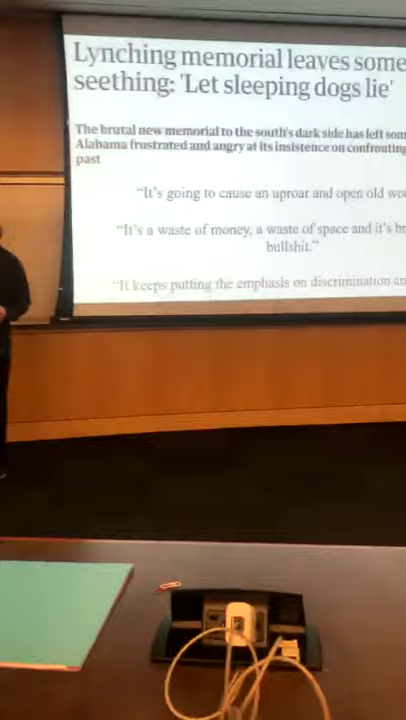 Lynching memorial leaves some
seething: 'Let sleeping dogs lie'
The brutal new memorial to the south's dark side has left som
Alabama frustrated and angry at its insistence on confronting
past
"It's going to cause an uproar and open old wo
"It's a waste of money, a waste of space and it's br
bullshit."
"It keeps putting the emphasis on discrimination an